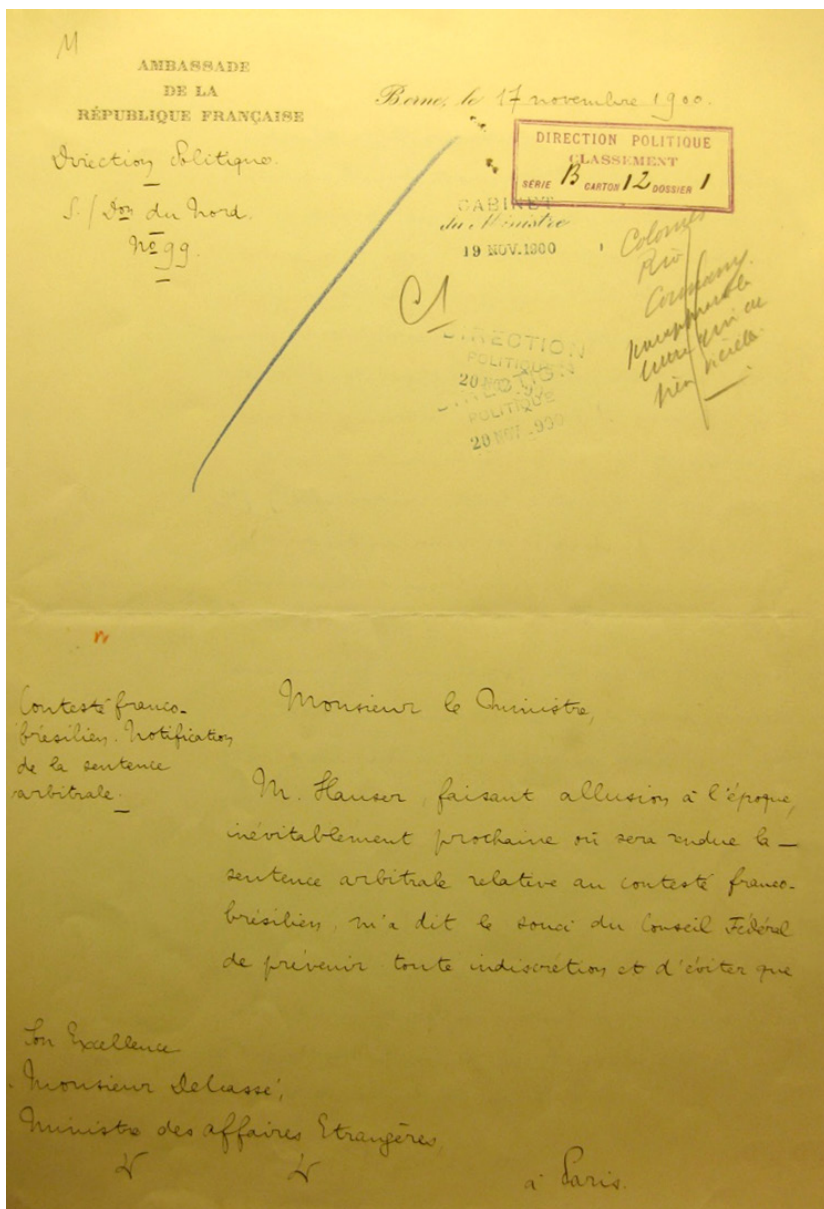 M
AMBASSADE
DE LA
RÉPUBLIQUE FRANÇAISE
Direction Politique.
S./Don du Nord.
No 99.
Berne, le 17 novembre 1900.
DIRECTION POLITIQUE
CLASSEMENT
SÉRIE B CARTON 12 DOSSIER 1
CABINET
du Ministre
19 NOV. 1900
Colonies
Rio
DIRECTION
POLITIQUE
DIRECTION
POLITIQUE
Contesté franco-
brésilien. Notification
de la sentence
arbitrale.
Monsieur le Ministre,
M. Hauser, faisant allusion à l'époque,
inévitablement prochaine où sera rendue la
sentence arbitrale relative au contesté franco-
brésilien, m'a dit le souci du Conseil Fédéral
de prévenir toute indiscrétion et d'éviter que
Son Excellence
Monsieur Delcassé,
Ministre des affaires Etrangères
à Paris.